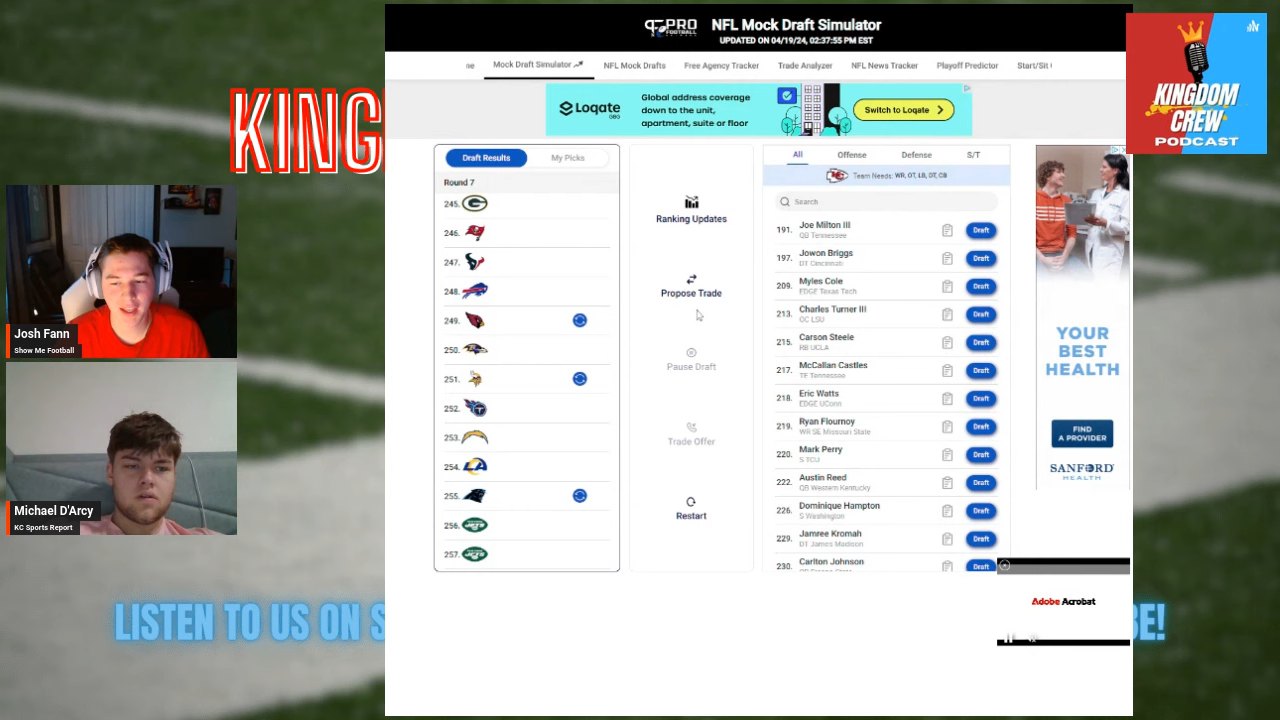 PRO
FOOTBALL
NFL Mock Draft Simulator
UPDATED ON 04/19/24, 02:37:55 PM EST
Mock Draft Simulator
NFL Mock Drafts
Free Agency Tracker
Trade Analyzer
NFL News Tracker
Playoff Predictor
Start/Sit
Loqate
GBG
Global address coverage
down to the unit,
apartment, suite or floor
Switch to Loqate
KINGDOM
CREW
PODCAST
KING
Draft Results
My Picks
Round 7
245.
246.
247.
248.
249.
250.
251.
252.
253.
254.
255.
256.
257.
Ranking Updates
Propose Trade
Pause Draft
Trade Offer
Restart
All
Offense
Defense
S/T
Team Needs: WR, OT, LB, OT, CB
Search
191. Joe Milton III Draft
QB Tennessee
197. Jowon Briggs Draft
DT Cincinnati
209. Myles Cole Draft
EDGE Texas Tech
213. Charles Turner III Draft
OC LSU
215. Carson Steele Draft
RB UCLA
217. McCallan Castles Draft
TE Tennessee
218. Eric Watts Draft
EDGE UConn
219. Ryan Flournoy Draft
WR SE Missouri State
220. Mark Perry Draft
S TCU
222. Austin Reed Draft
QB Western Kentucky
226. Dominique Hampton Draft
S Washington
229. Jamree Kromah Draft
DT James Madison
230. Carlton Johnson Draft
YOUR
BEST
HEALTH
FIND
A PROVIDER
SANFORD
HEALTH
Adobe Acrobat
Josh Fann
Show Me Football
Michael D'Arcy
KC Sports Report
LISTEN TO US ON S
BE!